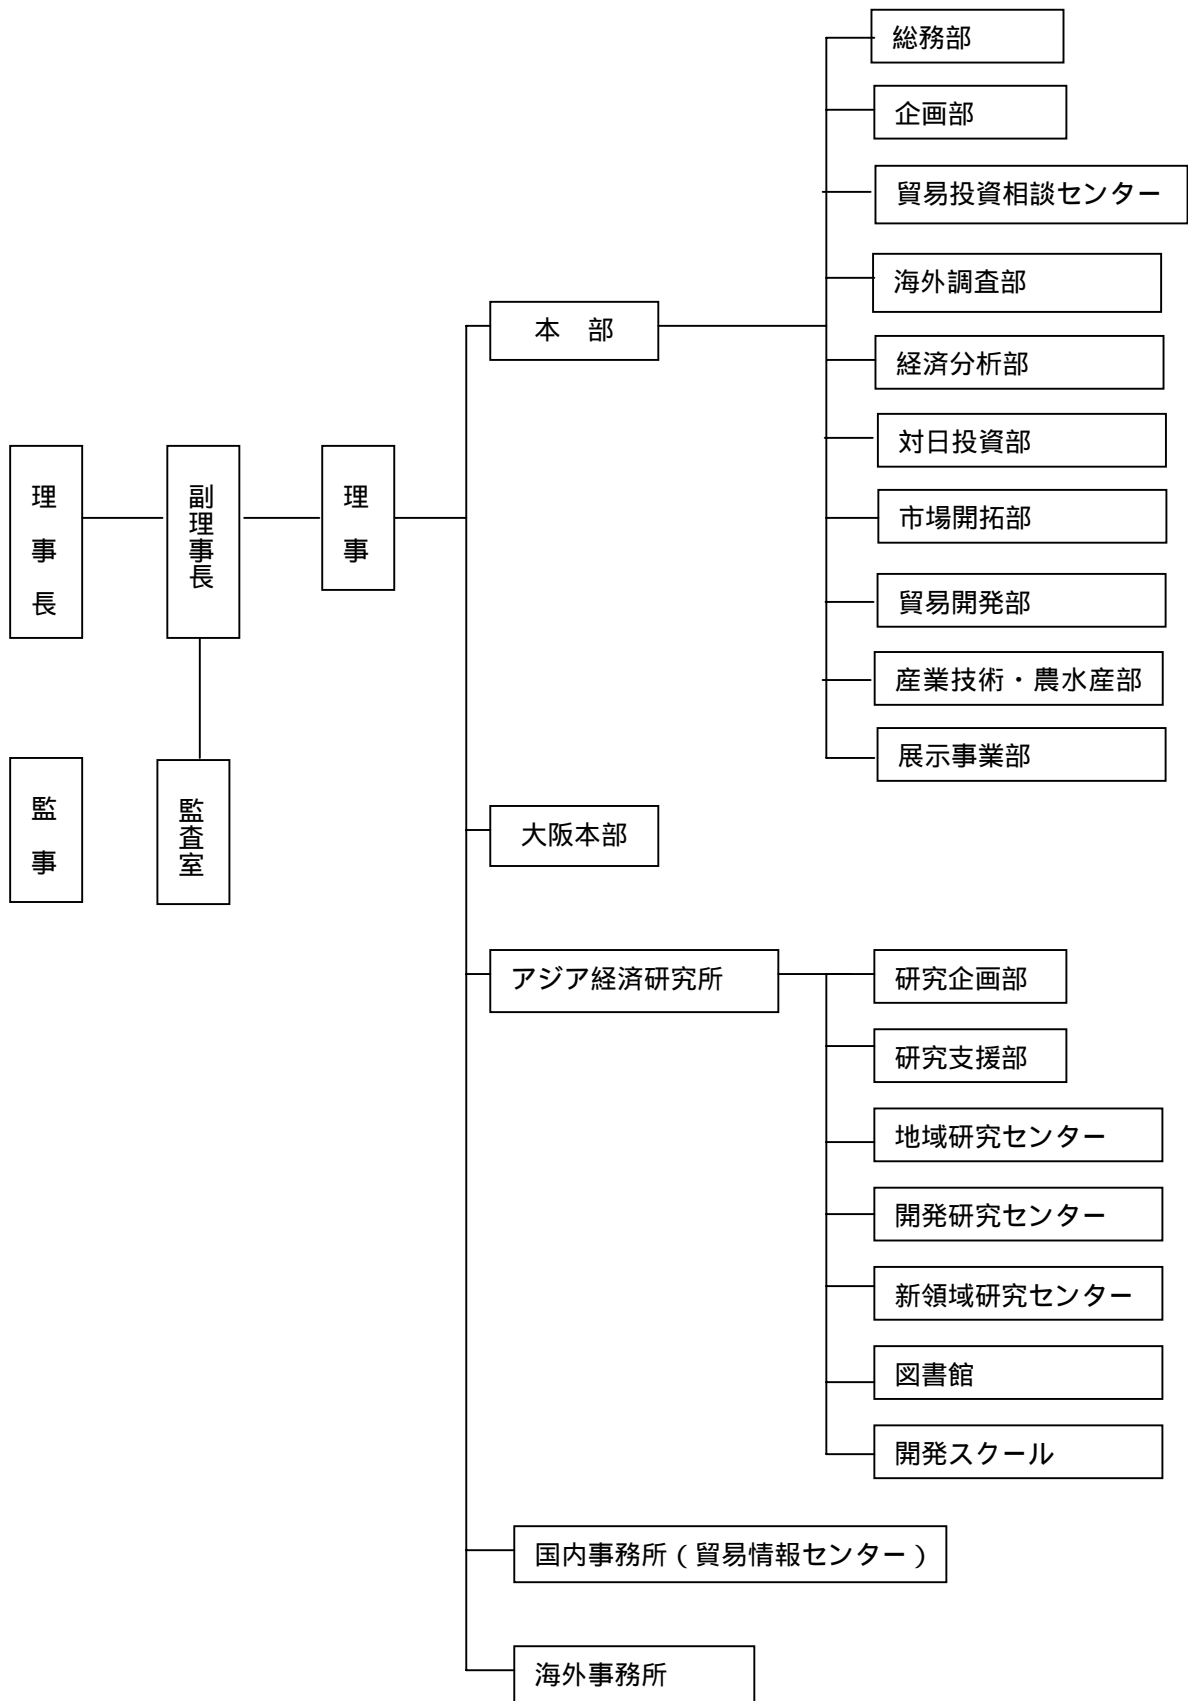 理事長
副理事長
理事
監事
監査室
本　部
総務部
企画部
貿易投資相談センター
海外調査部
経済分析部
対日投資部
市場開拓部
貿易開発部
産業技術・農水産部
展示事業部
大阪本部
アジア経済研究所
研究企画部
研究支援部
地域研究センター
開発研究センター
新領域研究センター
図書館
開発スクール
国内事務所（貿易情報センター）
海外事務所